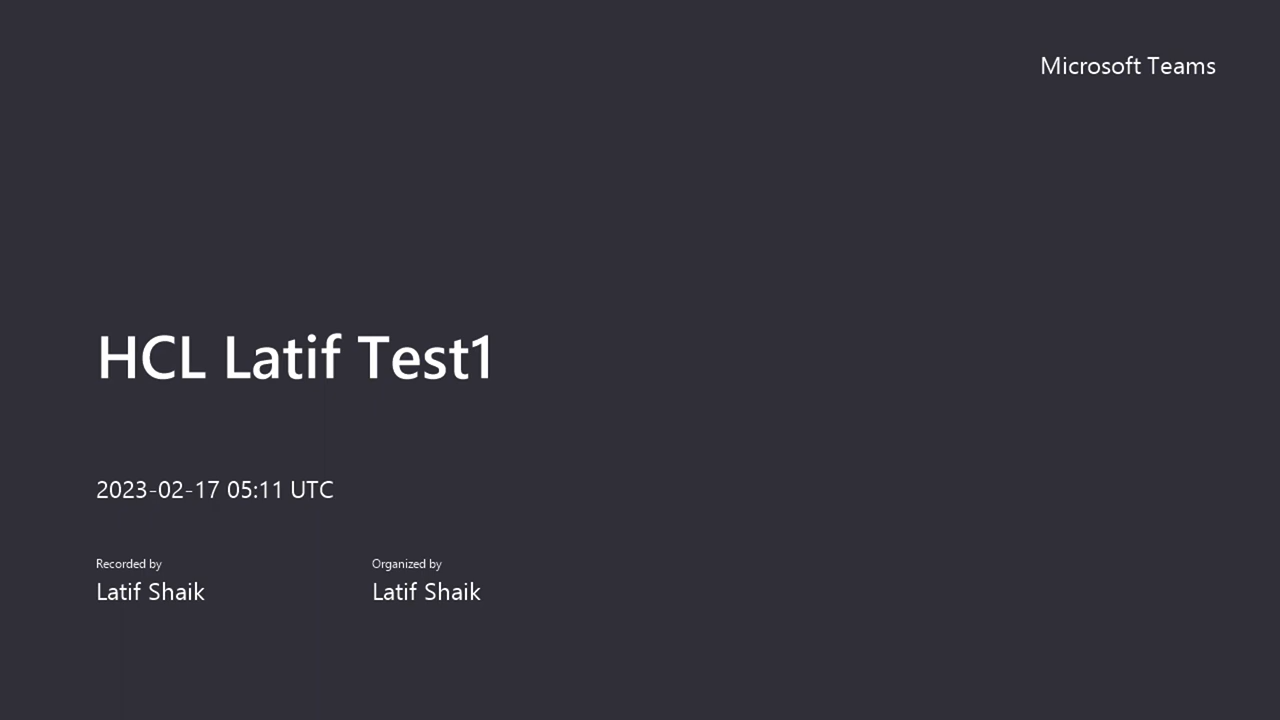 Microsoft Teams
HCL Latif Test1
2023-02-17 05:11 UTC
Recorded by
Latif Shaik
Organized by
Latif Shaik